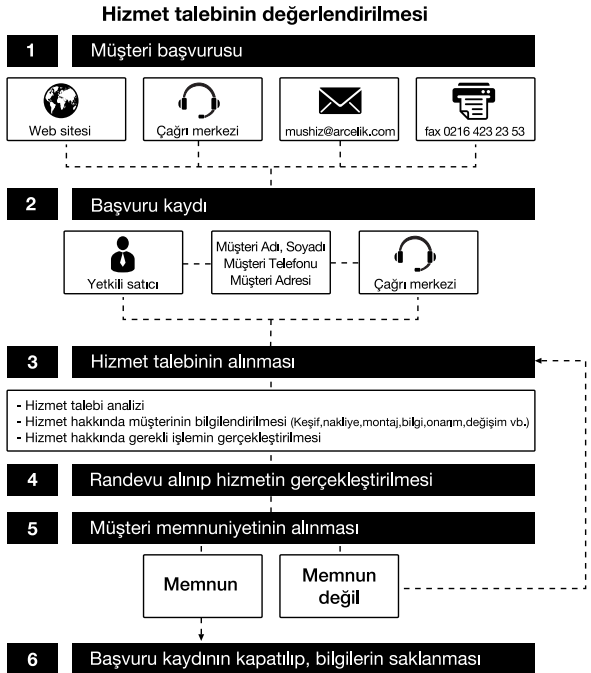 Hizmet talebinin değerlendirilmesi
1 Müşteri başvurusu
Web sitesi
Çağrı merkezi
mushiz@arcelik.com
fax 0216 423 23 53
2 Başvuru kaydı
Yetkili satıcı
Müşteri Adı, Soyadı
Müşteri Telefonu
Müşteri Adresi
Çağrı merkezi
3 Hizmet talebinin alınması
- Hizmet talebi analizi
- Hizmet hakkında müşterinin bilgilendirilmesi (Keşif,nakliye,montaj,bilgi,onarım,değişim vb.)
- Hizmet hakkında gerekli işlemin gerçekleştirilmesi
4 Randevu alınıp hizmetin gerçekleştirilmesi
5 Müşteri memnuniyetinin alınması
Memnun
Memnun
değil
6 Başvuru kaydının kapatılıp, bilgilerin saklanması